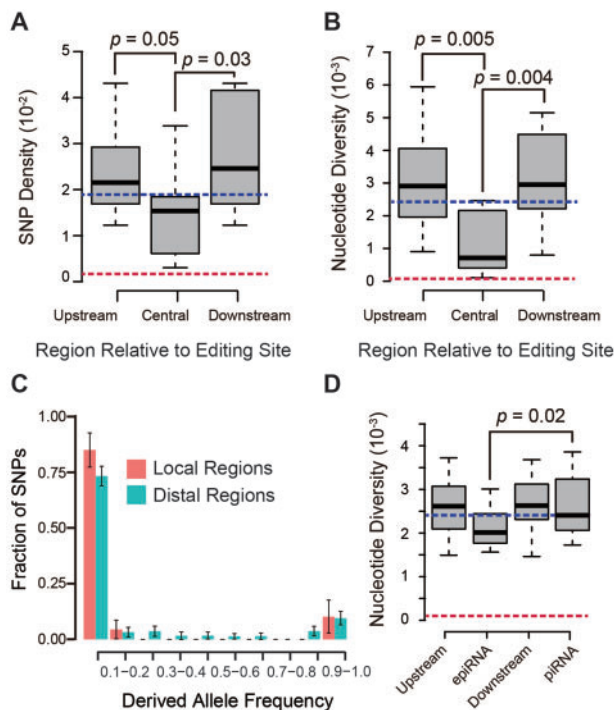 A
p = 0.05
p = 0.03
SNP Density (10-2)
5
4
3
2
1
0
Upstream Central Downstream
Region Relative to Editing Site
B
p = 0.005
p = 0.004
Nucleotide Diversity (10-3)
7
6
5
4
3
2
1
0
Upstream Central Downstream
Region Relative to Editing Site
C
Fraction of SNPs
1.00
0.75
0.50
0.25
0.00
Local Regions
Distal Regions
0.1−0.2 0.3−0.4 0.5−0.6 0.7−0.8 0.9−1.0
Derived Allele Frequency
D
p = 0.02
Nucleotide Diversity (10-3)
5
4
3
2
2
0
Upstream
epiRNA
Downstream
piRNA